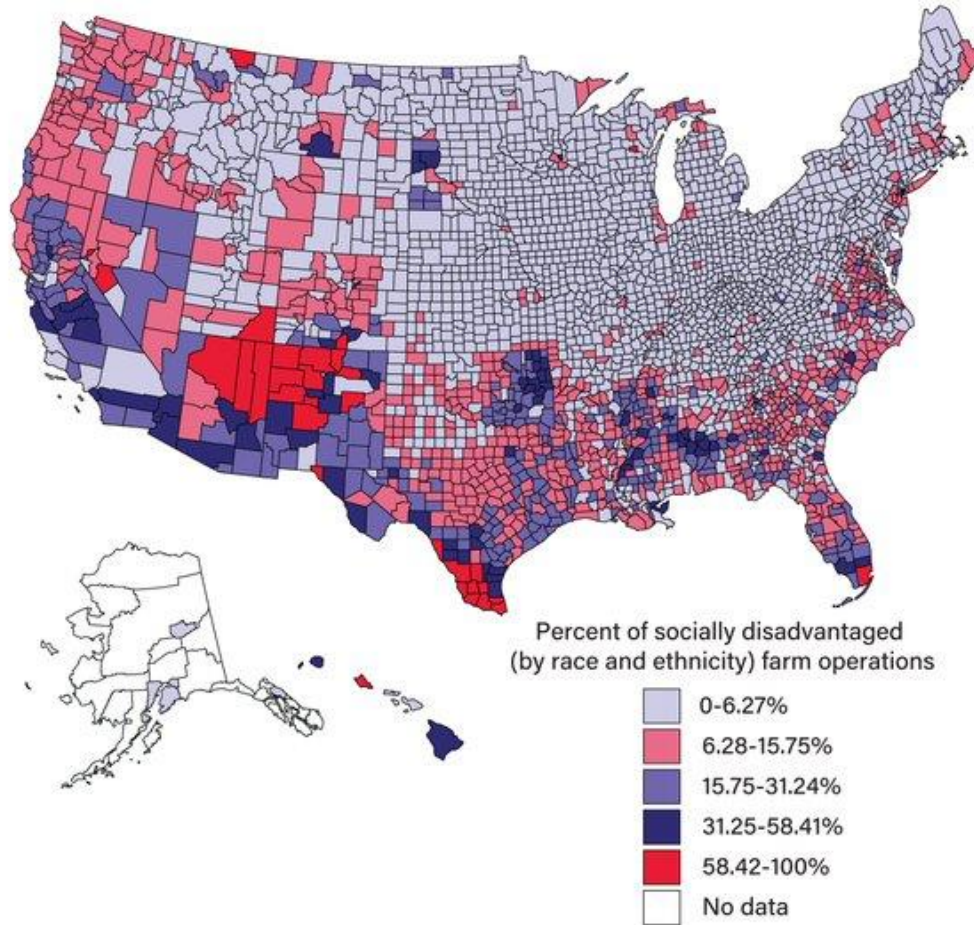 Percent of socially disadvantaged
(by race and ethnicity) farm operations
0-6.27%
6.28-15.75%
15.75-31.24%
31.25-58.41%
58.42-100%
No data